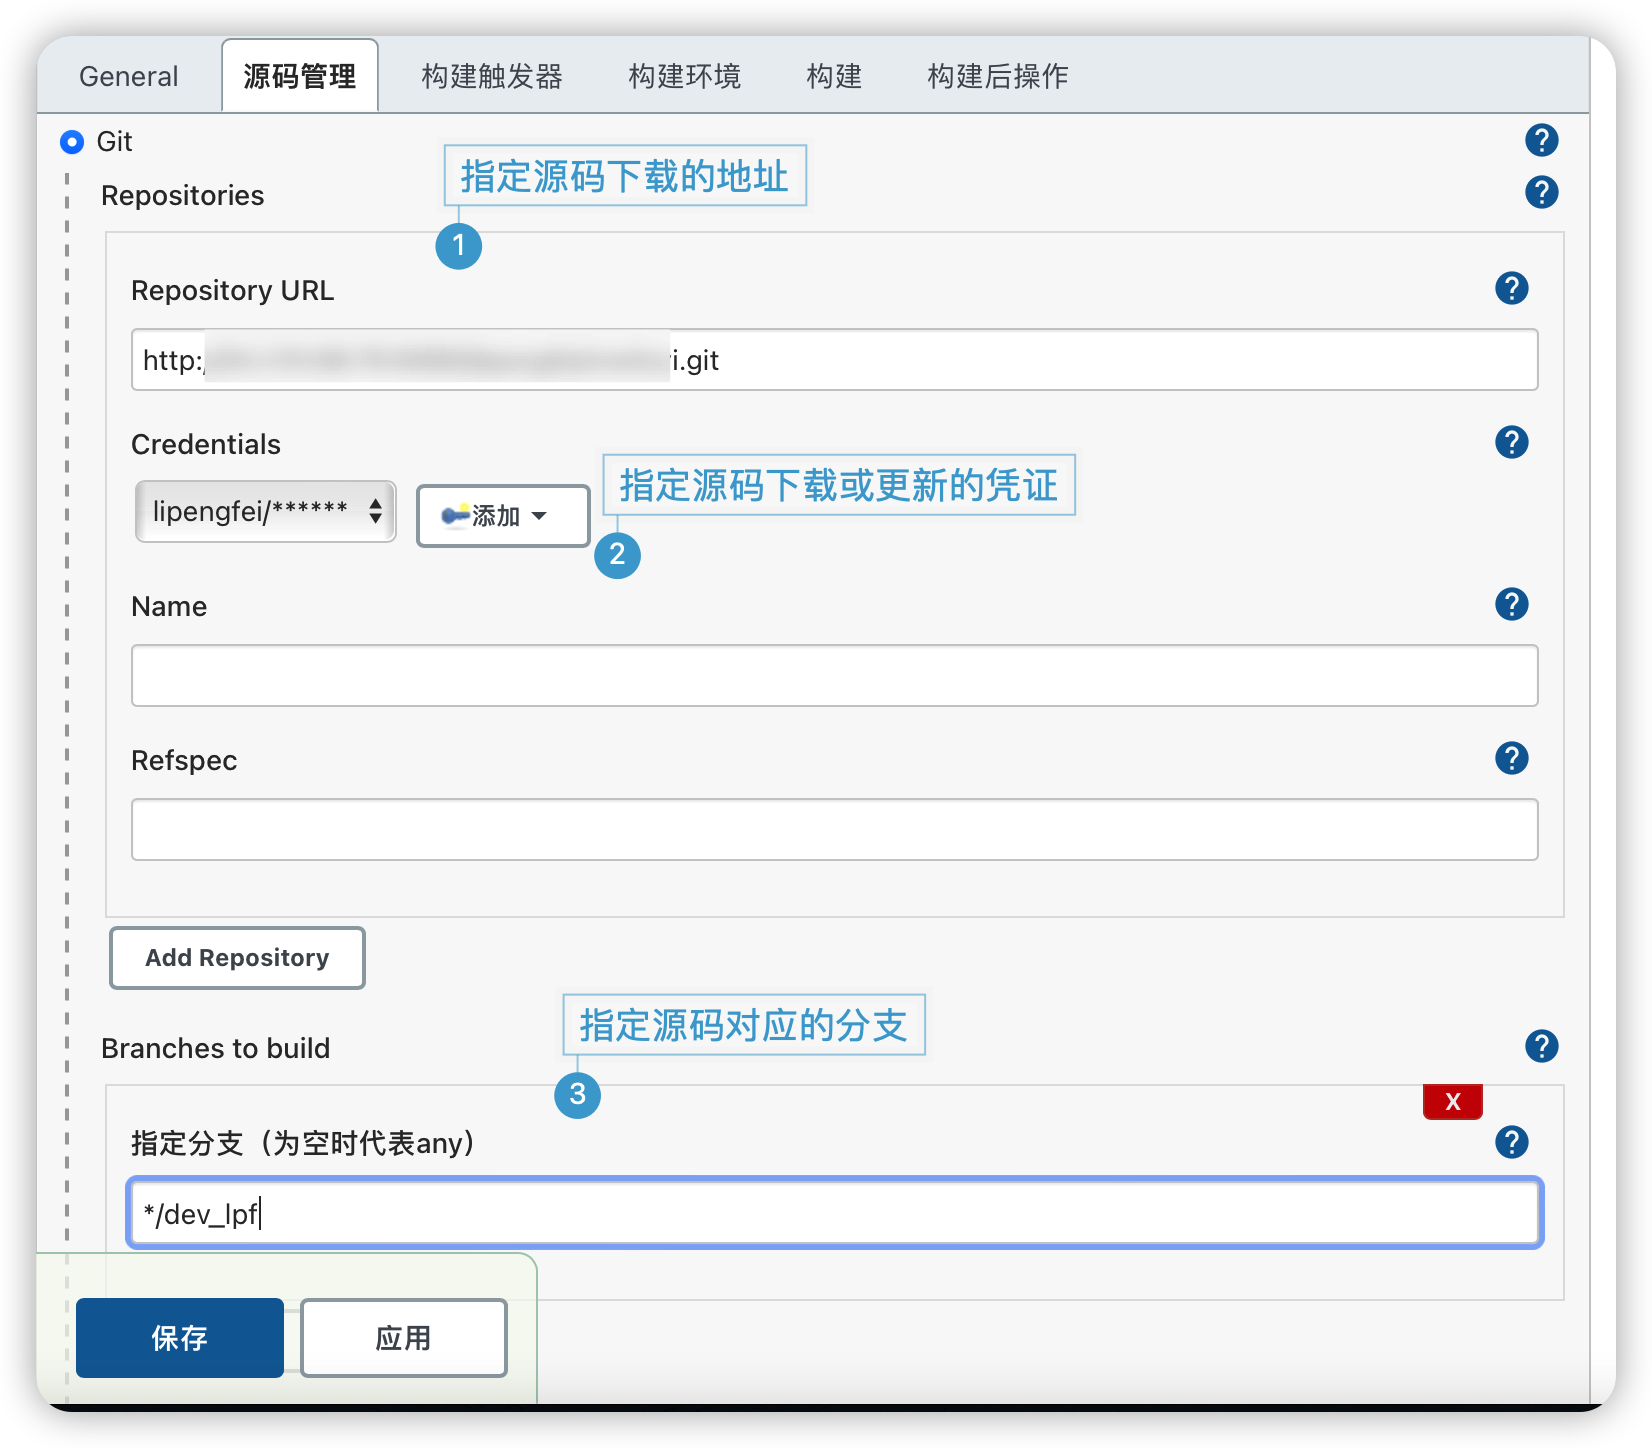 General 源码管理 构建触发器 构建环境 构建 构建后操作
Git
指定源码下载的地址
Repositories
1
Repository URL
http:/ i.git
Credentials
指定源码下载或更新的凭证
lipengfei/****** 添加
2
Name
Refspec
Add Repository
指定源码对应的分支
Branches to build
3
X
指定分支（为空时代表any）
*/dev_lpf
保存 应用